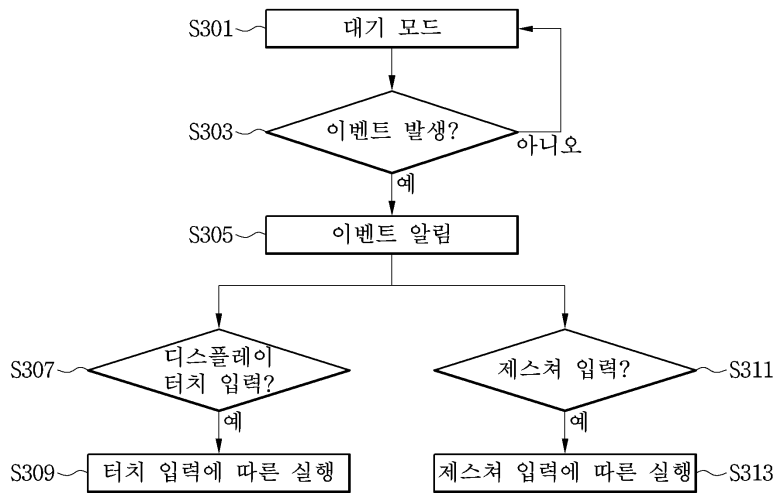 S301
대기 모드
S303
이벤트 발생?
아니오
예
S305
이벤트 알림
S307
디스플레이
터치 입력?
제스쳐 입력?
S311
예
예
S309
터치 입력에 따른 실행
제스쳐 입력에 따른 실행
S313